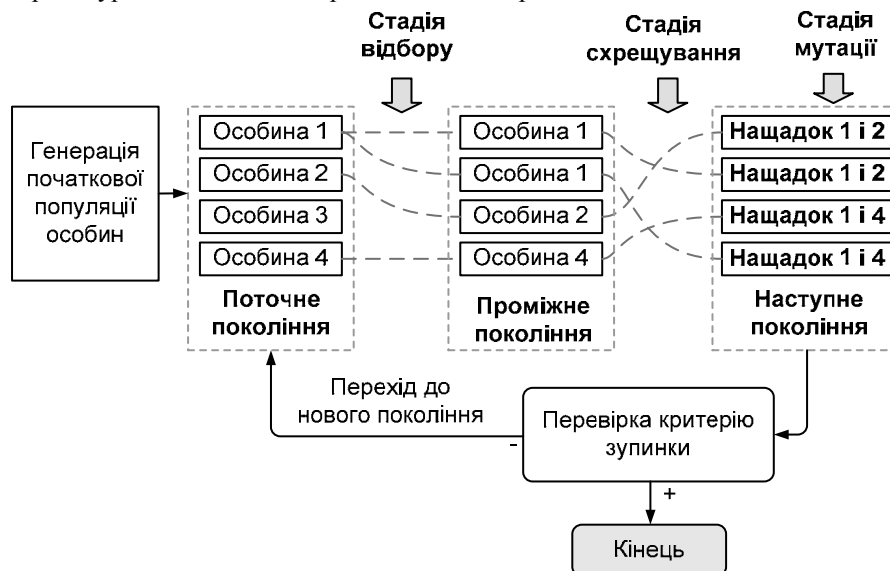 Стадія
відбору
Стадія
схрещування
Стадія
мутації
Генерація
початкової
популяції
особин
Особина 1
Особина 2
Особина 3
Особина 4
Поточне
покоління
Особина 1
Особина 1
Особина 2
Особина 4
Проміжне
покоління
Нащадок 1 і 2
Нащадок 1 і 2
Нащадок 1 і 4
Нащадок 1 і 4
Наступне
покоління
Перехід до
нового покоління
-
Перевірка критерію
зупинки
+
Кінець